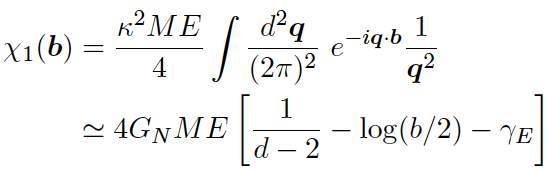 χ₁(𝒃) = κ²ME/4 ∫ d²𝒒/(2π)² e^{−i𝒒·𝒃} 1/𝒒²
≃ 4G_N ME [1/(d − 2) − log(b/2) − γ_E]